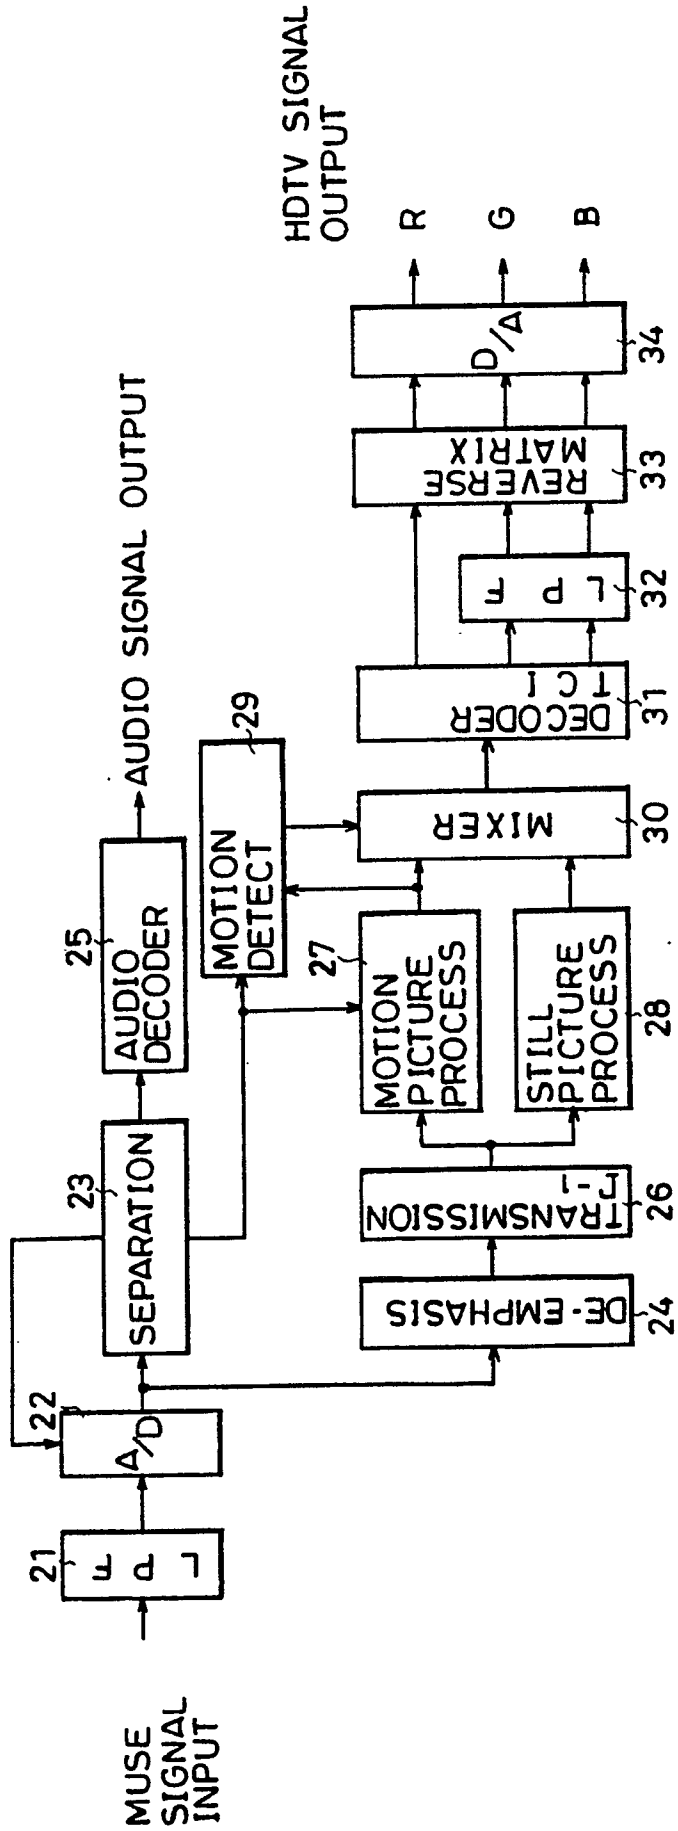 MUSE
SIGNAL
INPUT
21
LPF
22
A/D
23
SEPARATION
25
AUDIO
DECODER
AUDIO SIGNAL OUTPUT
24
DE-EMPHASIS
26
TRANSMISSION
Γ-1
27
MOTION
PICTURE
PROCESS
28
STILL
PICTURE
PROCESS
29
MOTION
DETECT
30
MIXER
31
TCI
DECODER
32
LPF
33
REVERSE
MATRIX
34
D/A
HDTV SIGNAL
OUTPUT
R
G
B